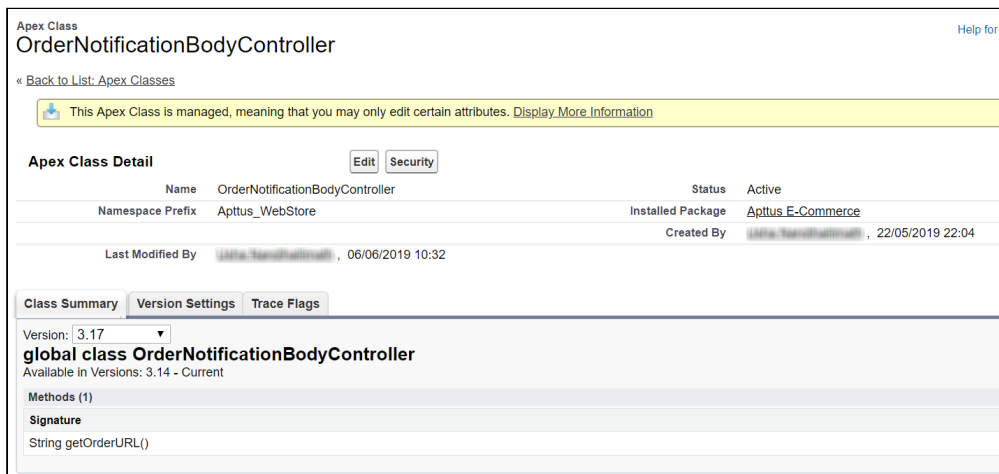 Apex Class
OrderNotificationBodyController
Help for
« Back to List: Apex Classes
This Apex Class is managed, meaning that you may only edit certain attributes. Display More Information
Apex Class Detail Edit Security
Name OrderNotificationBodyController Status Active
Namespace Prefix Apttus_WebStore Installed Package Apttus E-Commerce
Created By , 22/05/2019 22:04
Last Modified By , 06/06/2019 10:32
Class Summary Version Settings Trace Flags
Version: 3.17
global class OrderNotificationBodyController
Available in Versions: 3.14 - Current
Methods (1)
Signature
String getOrderURL()